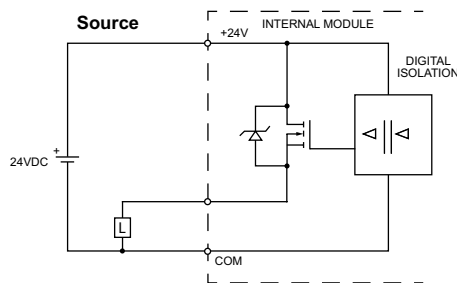 Source
INTERNAL MODULE
+24V
DIGITAL
ISOLATION
+
24VDC
L
COM